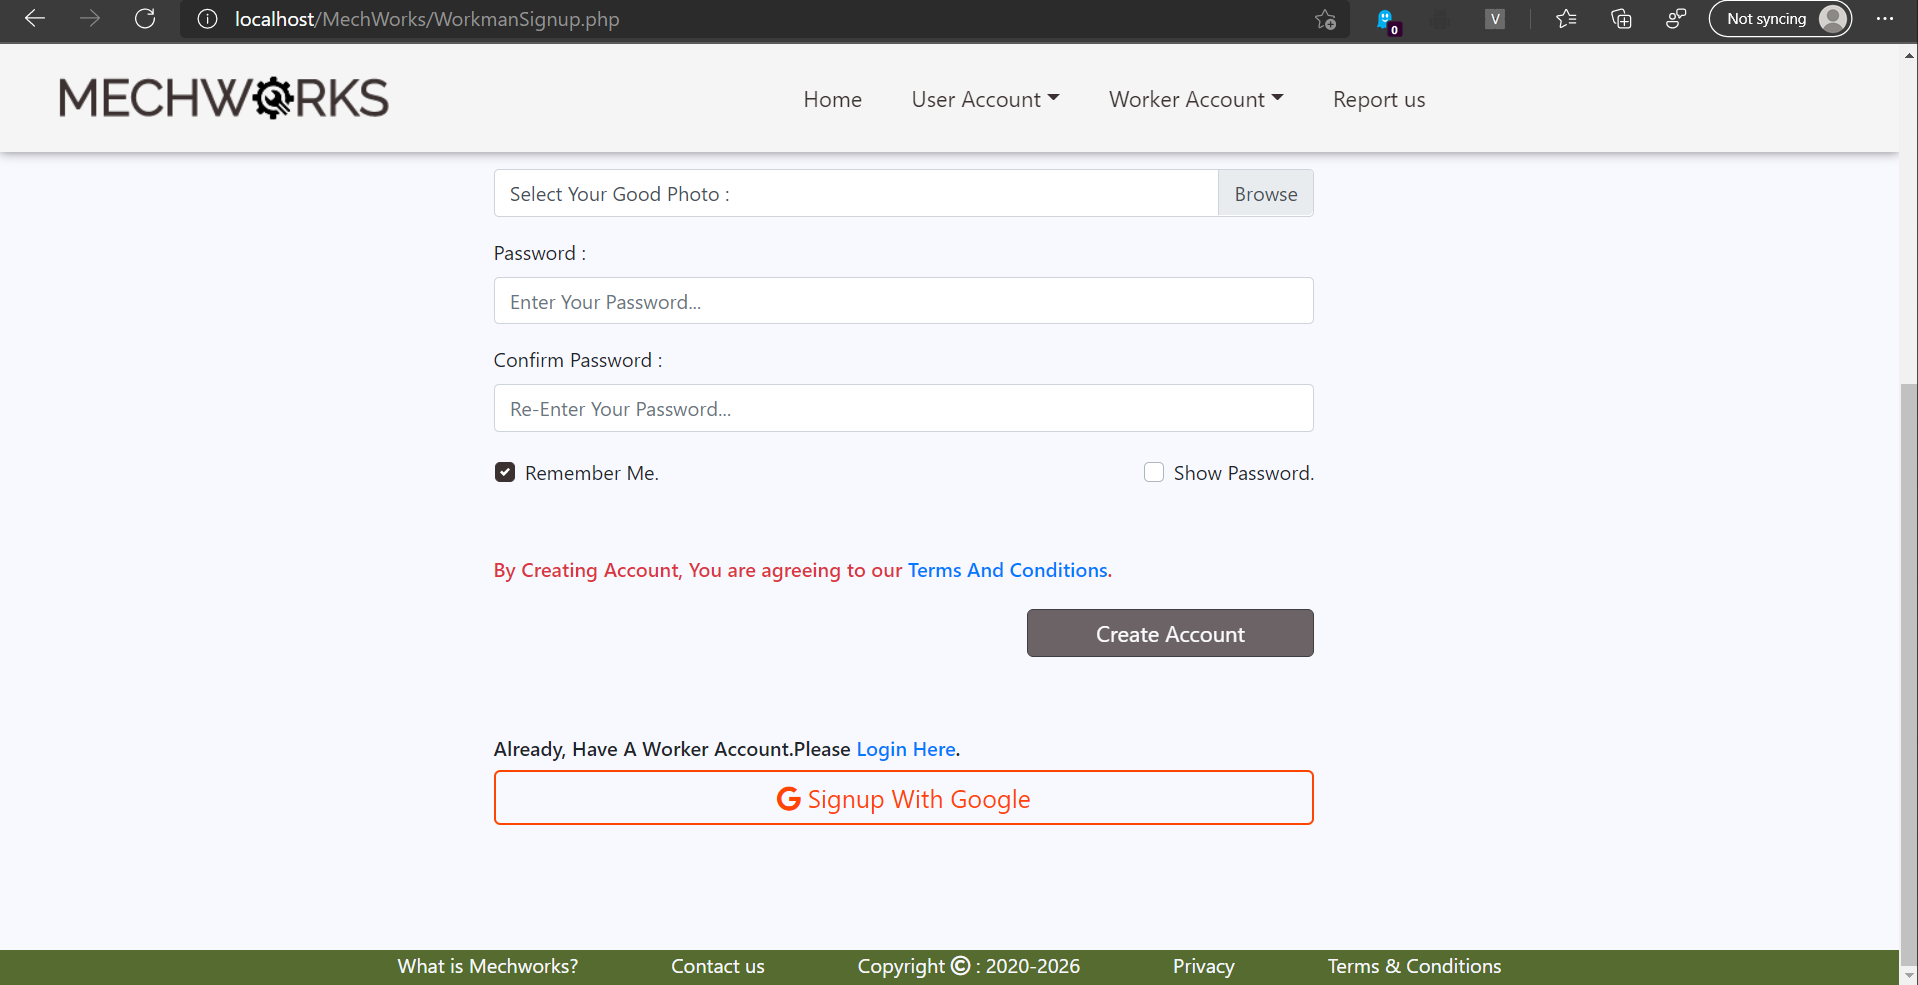 localhost/MechWorks/WorkmanSignup.php
0
V
Not syncing
MECHWORKS
Home
User Account
Worker Account
Report us
Select Your Good Photo :
Browse
Password :
Enter Your Password...
Confirm Password :
Re-Enter Your Password...
Remember Me.
Show Password.
By Creating Account, You are agreeing to our Terms And Conditions.
Create Account
Already, Have A Worker Account.Please Login Here.
G Signup With Google
What is Mechworks?
Contact us
Copyright © : 2020-2026
Privacy
Terms & Conditions